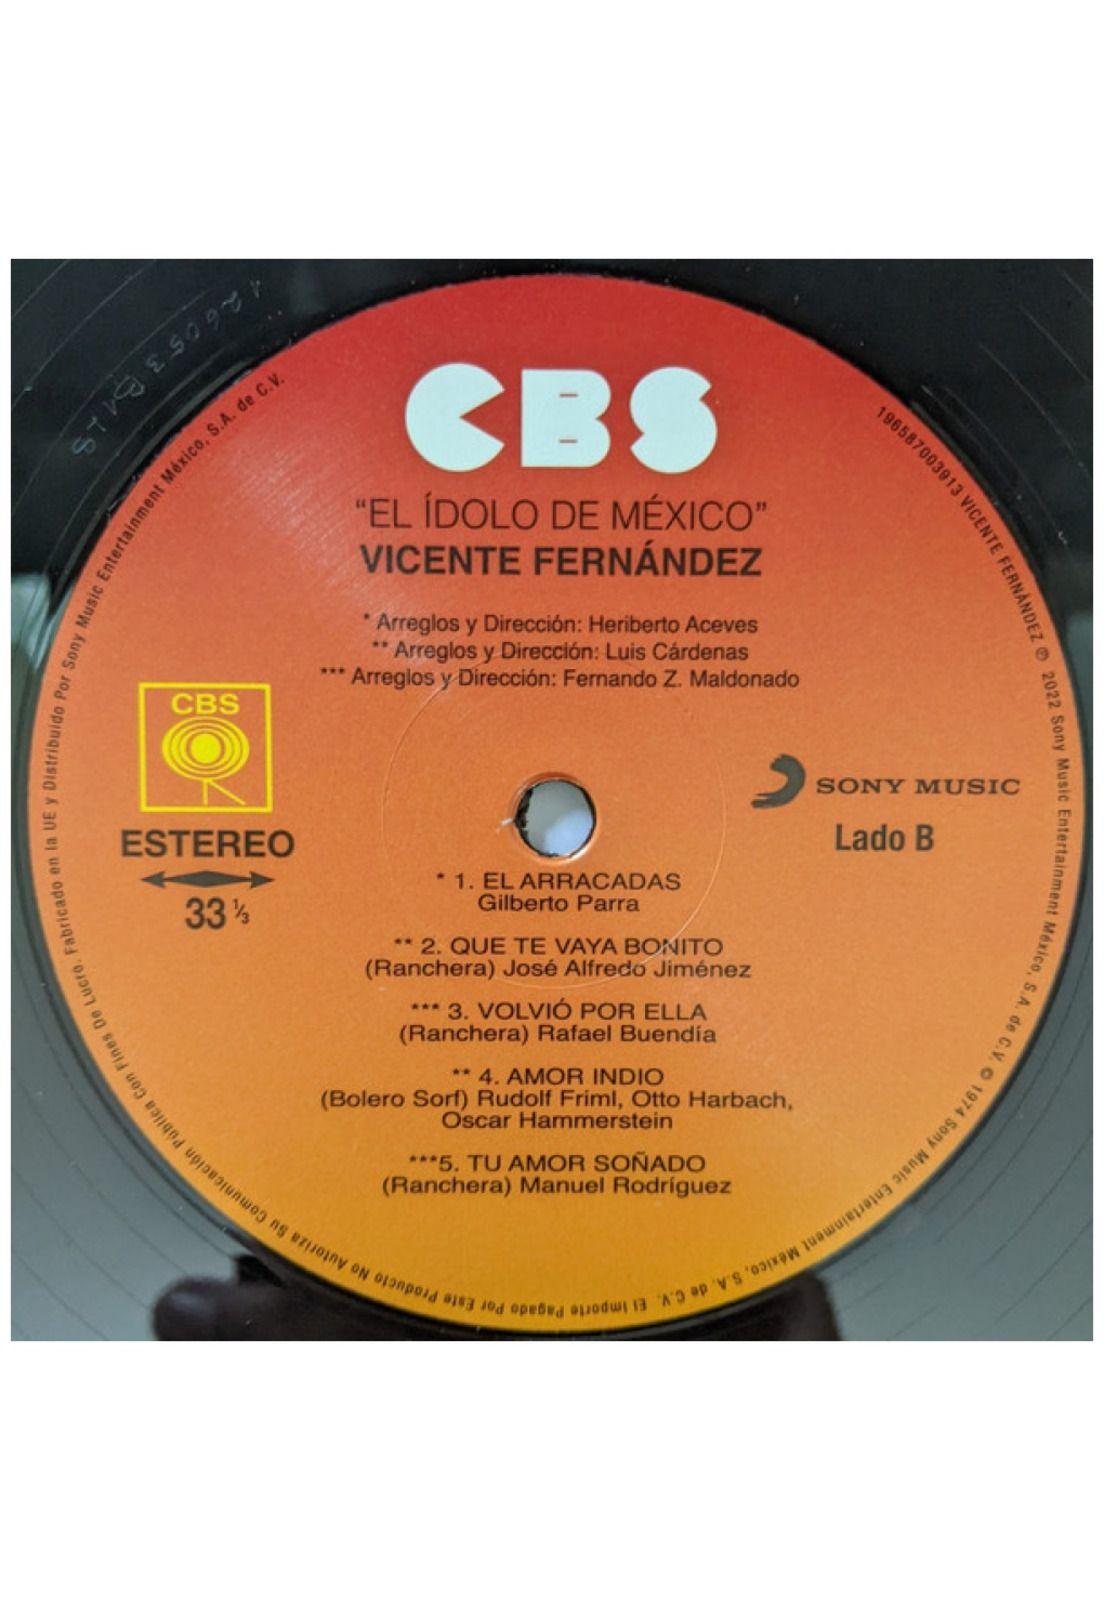 CBS
"EL ÍDOLO DE MÉXICO"
VICENTE FERNÁNDEZ
* Arreglos y Dirección: Heriberto Aceves
** Arreglos y Dirección: Luis Cárdenas
*** Arreglos y Dirección: Fernando Z. Maldonado
CBS
ESTEREO
33 ⅓
SONY MUSIC
Lado B
* 1. EL ARRACADAS
Gilberto Parra
** 2. QUE TE VAYA BONITO
(Ranchera) José Alfredo Jiménez
*** 3. VOLVIÓ POR ELLA
(Ranchera) Rafael Buendía
** 4. AMOR INDIO
(Bolero Sorf) Rudolf Friml, Otto Harbach,
Oscar Hammerstein
***5. TU AMOR SOÑADO
(Ranchera) Manuel Rodríguez
196587003913 VICENTE FERNÁNDEZ ℗ 2022 Sony Music Entertainment México, S.A. de C.V. © 1974 Sony Music Entertainment México, S.A. de C.V. El Importe Pagado Por Este Producto No Autoriza Su Comunicación Pública Con Fines De Lucro. Fabricado en la UE y Distribuido Por Sony Music Entertainment México, S.A. de C.V.